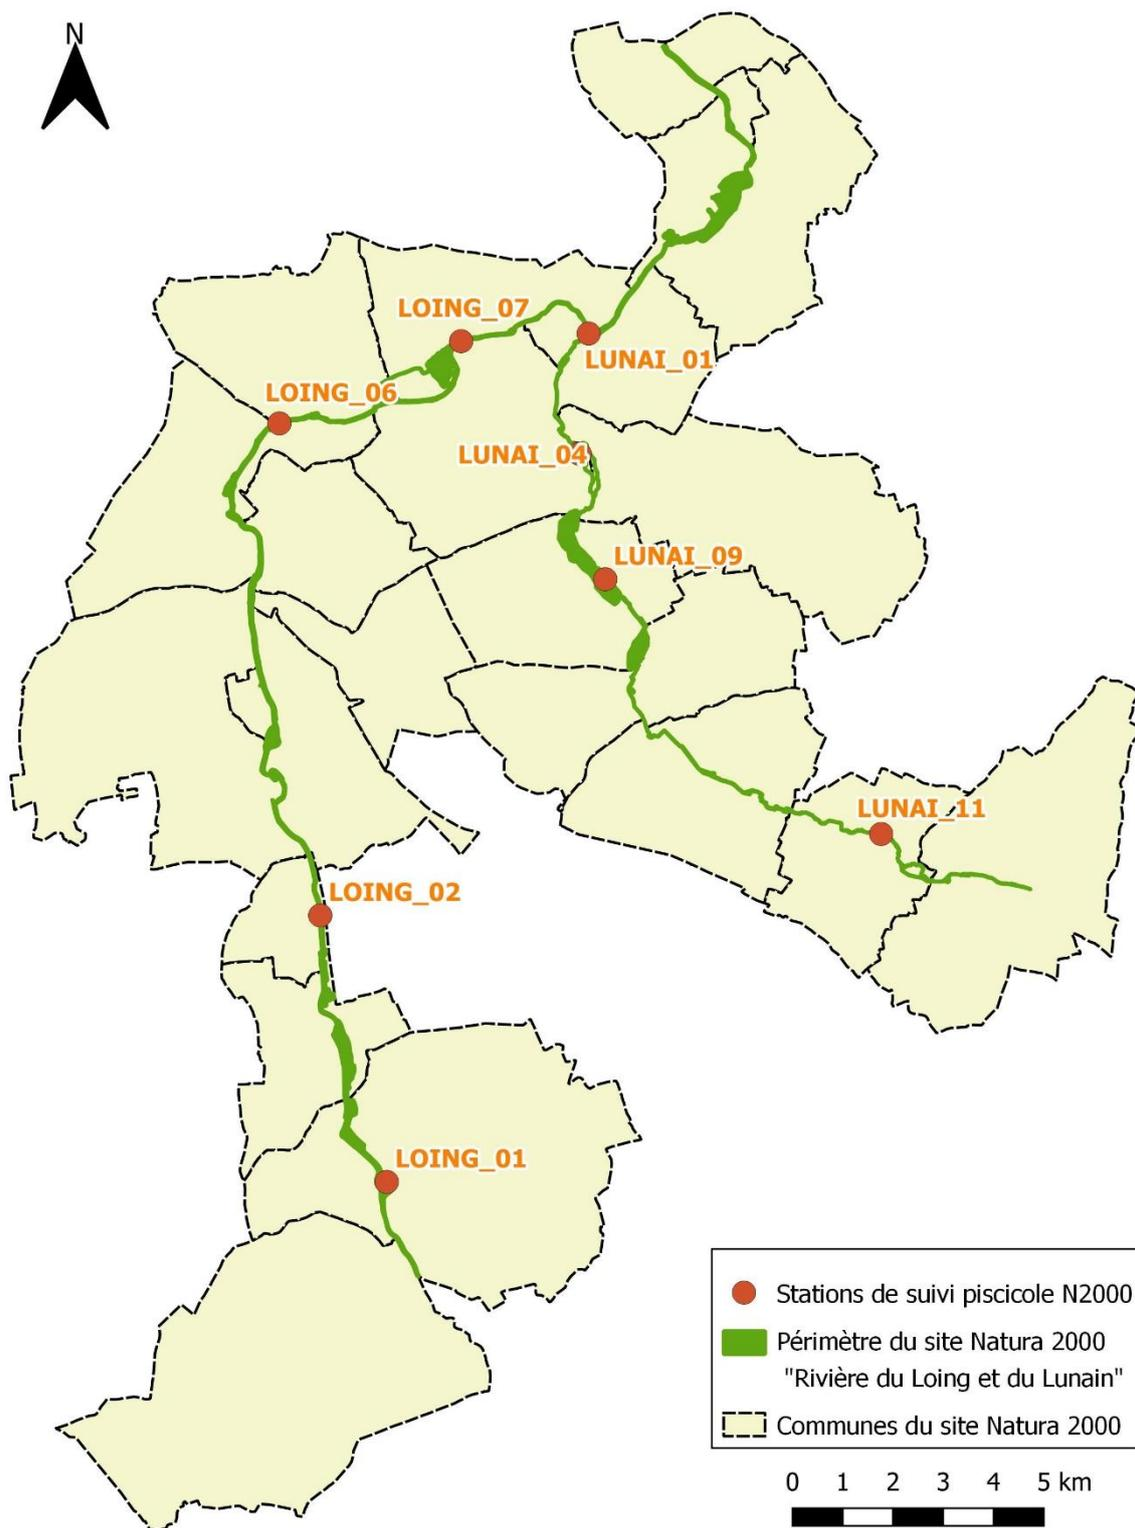 N
LOING_07
LUNAI_01
LOING_06
LUNAI_04
LUNAI_09
LUNAI_11
LOING_02
LOING_01
Stations de suivi piscicole N2000
Périmètre du site Natura 2000
"Rivière du Loing et du Lunain"
Communes du site Natura 2000
0 1 2 3 4 5 km